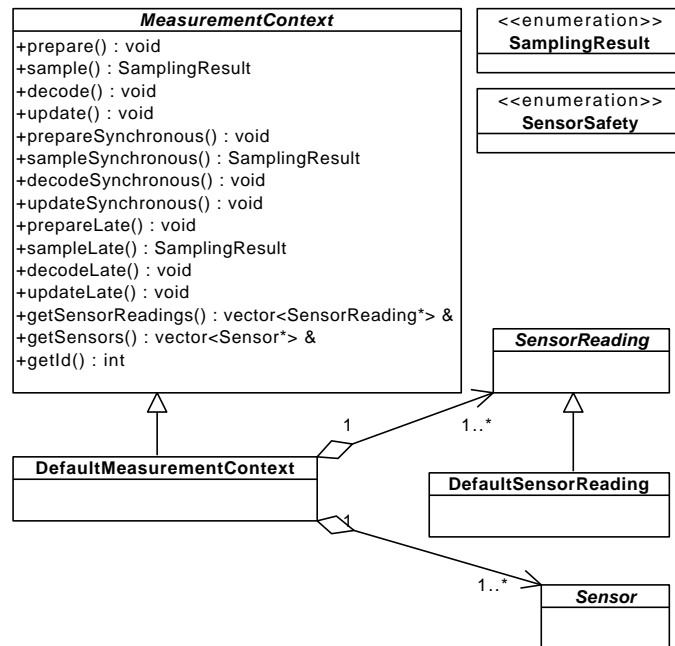 MeasurementContext
+prepare() : void
+sample() : SamplingResult
+decode() : void
+update() : void
+prepareSynchronous() : void
+sampleSynchronous() : SamplingResult
+decodeSynchronous() : void
+updateSynchronous() : void
+prepareLate() : void
+sampleLate() : SamplingResult
+decodeLate() : void
+updateLate() : void
+getSensorReadings() : vector<SensorReading*> &
+getSensors() : vector<Sensor*> &
+getId() : int
<<enumeration>>
SamplingResult
<<enumeration>>
SensorSafety
SensorReading
1
1..*
DefaultMeasurementContext
DefaultSensorReading
1
1..*
Sensor